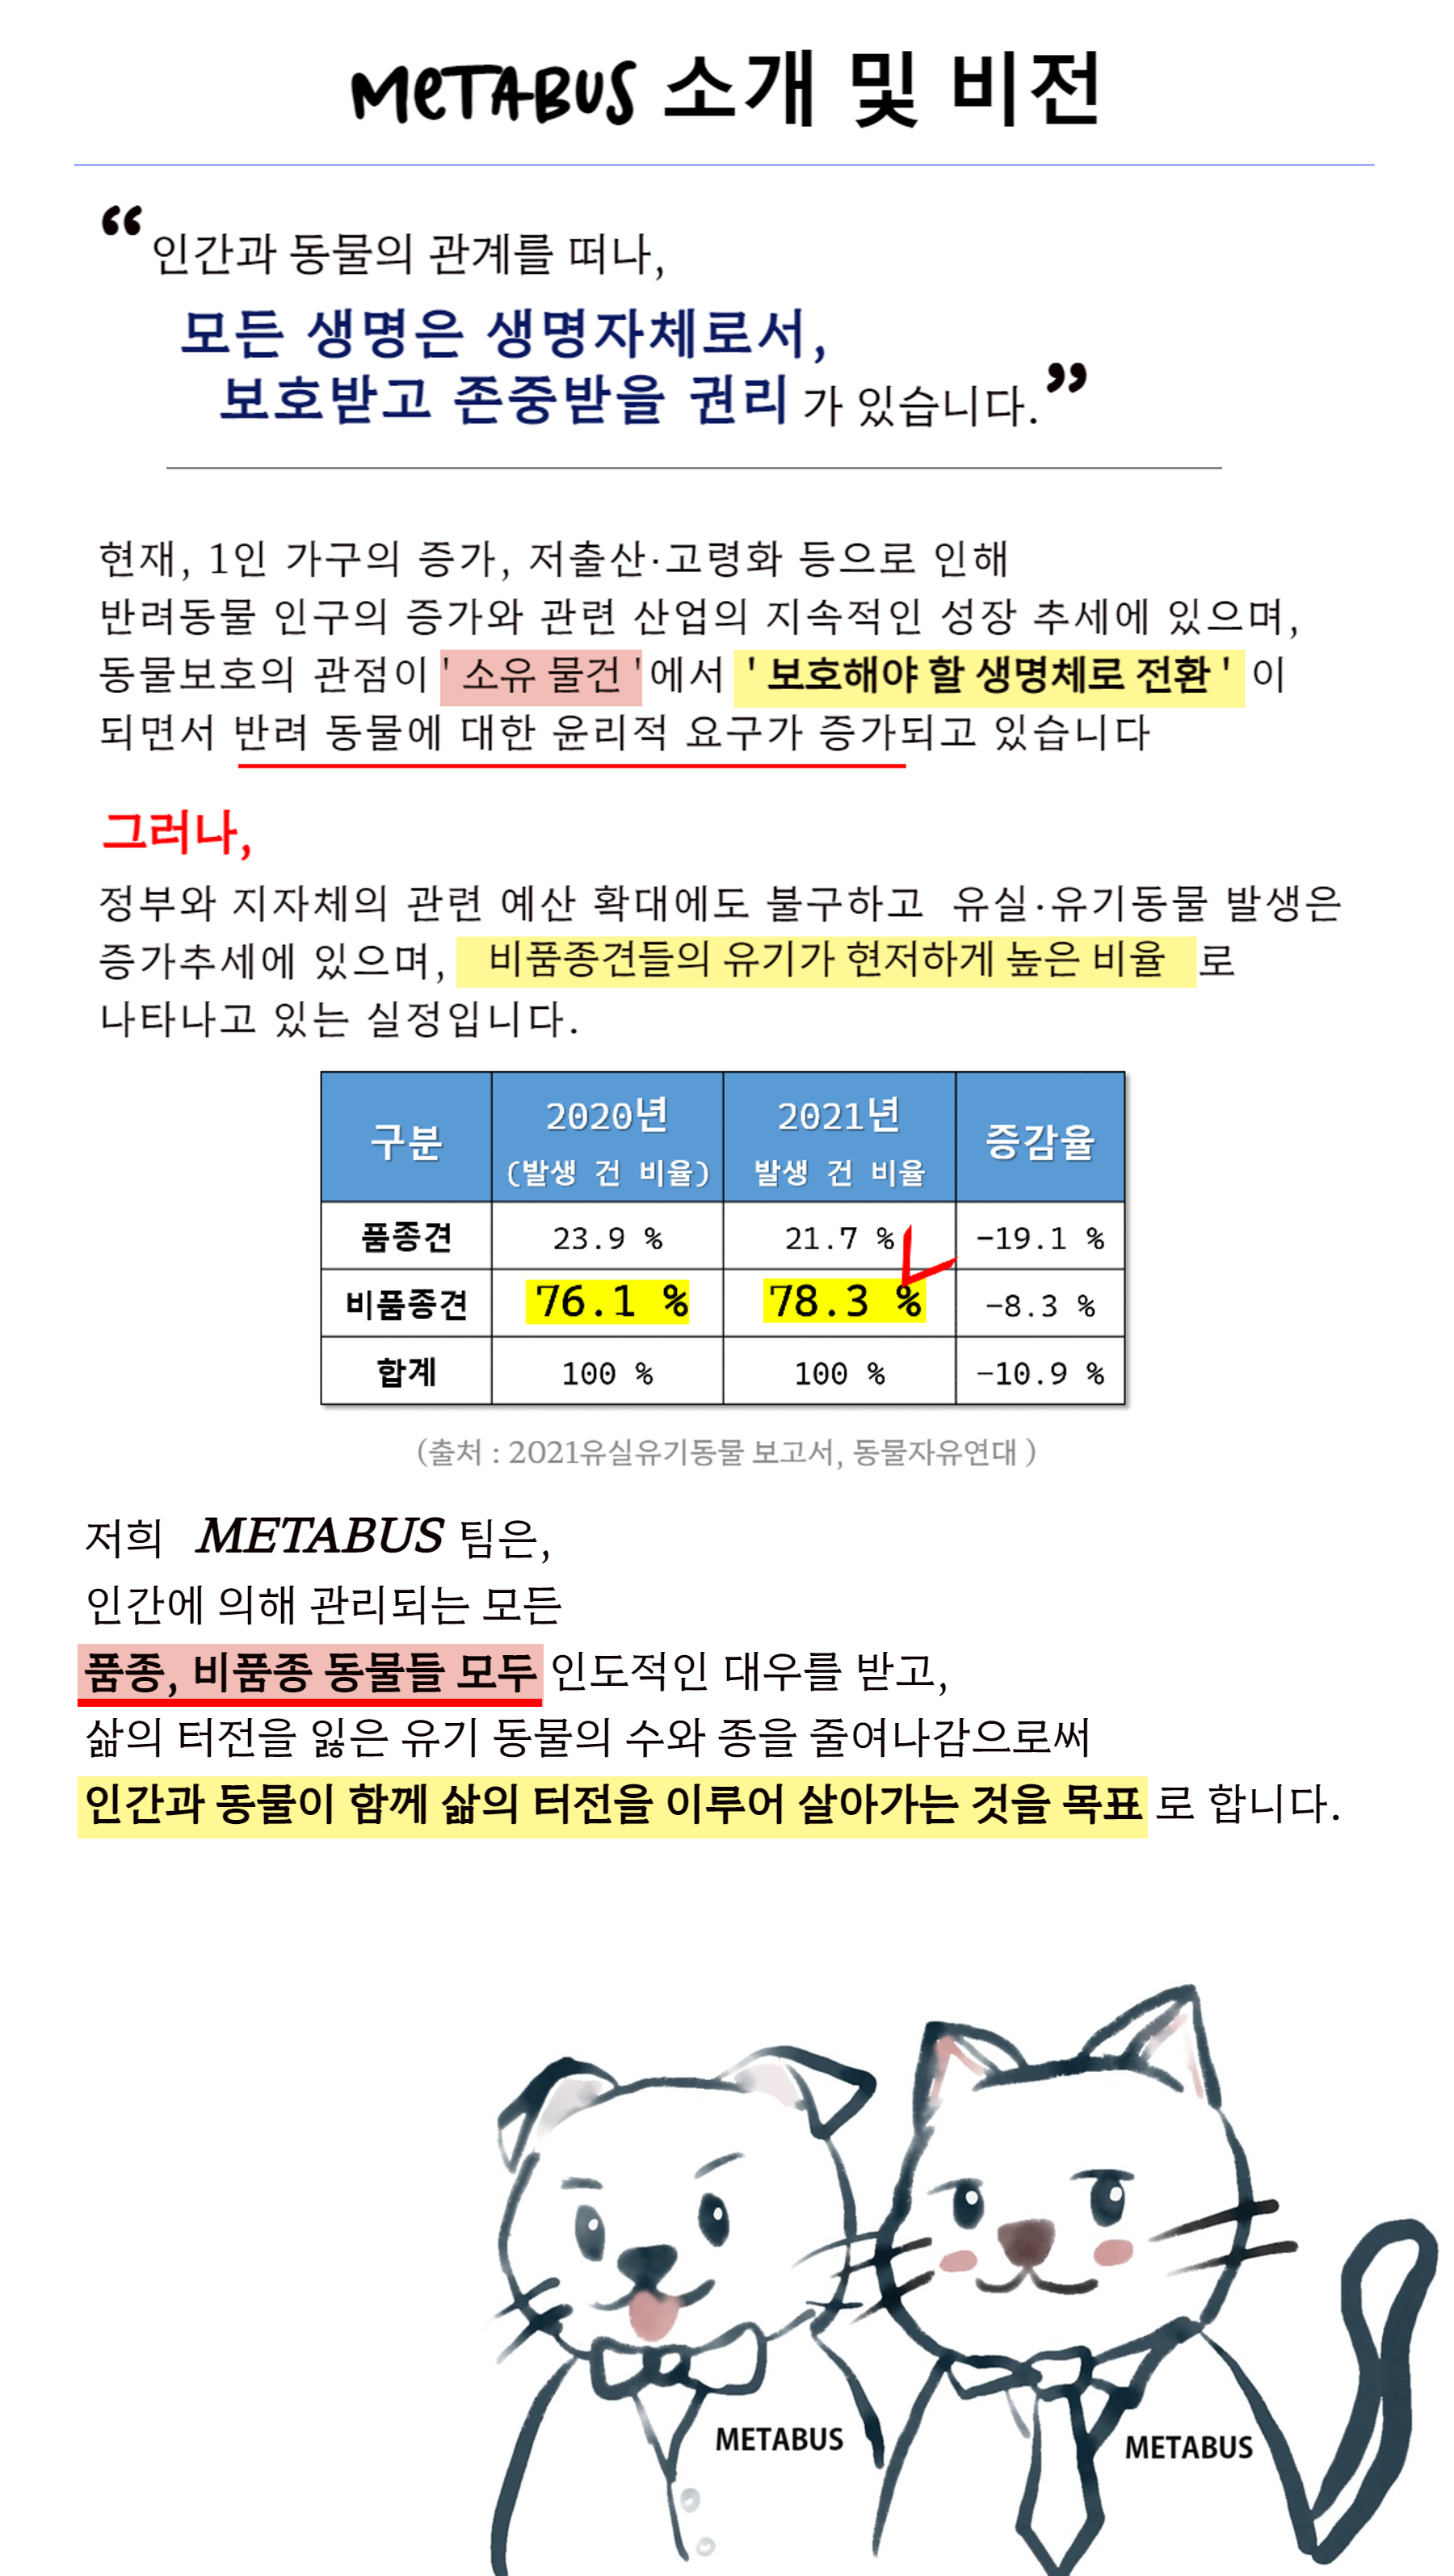 METABUS 소개 및 비전
“인간과 동물의 관계를 떠나,
모든 생명은 생명자체로서,
보호받고 존중받을 권리 가 있습니다.”
현재, 1인 가구의 증가, 저출산·고령화 등으로 인해
반려동물 인구의 증가와 관련 산업의 지속적인 성장 추세에 있으며,
동물보호의 관점이 ' 소유 물건 '에서 ' 보호해야 할 생명체로 전환 ' 이
되면서 반려 동물에 대한 윤리적 요구가 증가되고 있습니다
그러나,
정부와 지자체의 관련 예산 확대에도 불구하고 유실·유기동물 발생은
증가추세에 있으며, 비품종견들의 유기가 현저하게 높은 비율 로
나타나고 있는 실정입니다.
구분 2020년 (발생 건 비율) 2021년 발생 건 비율 증감율
품종견 23.9 % 21.7 % -19.1 %
비품종견 76.1 % 78.3 % -8.3 %
합계 100 % 100 % -10.9 %
(출처 : 2021유실유기동물 보고서, 동물자유연대 )
저희 METABUS 팀은,
인간에 의해 관리되는 모든
품종, 비품종 동물들 모두 인도적인 대우를 받고,
삶의 터전을 잃은 유기 동물의 수와 종을 줄여나감으로써
인간과 동물이 함께 삶의 터전을 이루어 살아가는 것을 목표 로 합니다.
METABUS
METABUS